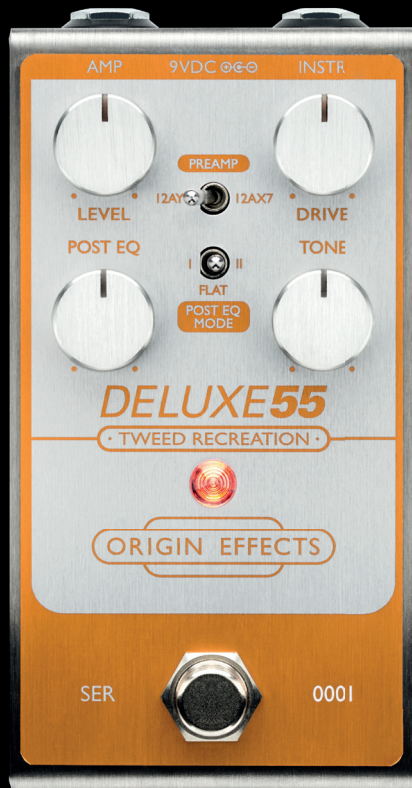 AMP 9VDC INSTR
PREAMP
12AY 12AX7
LEVEL DRIVE
POST EQ TONE
I II
FLAT
POST EQ
MODE
DELUXE55
· TWEED RECREATION ·
ORIGIN EFFECTS
SER 0001